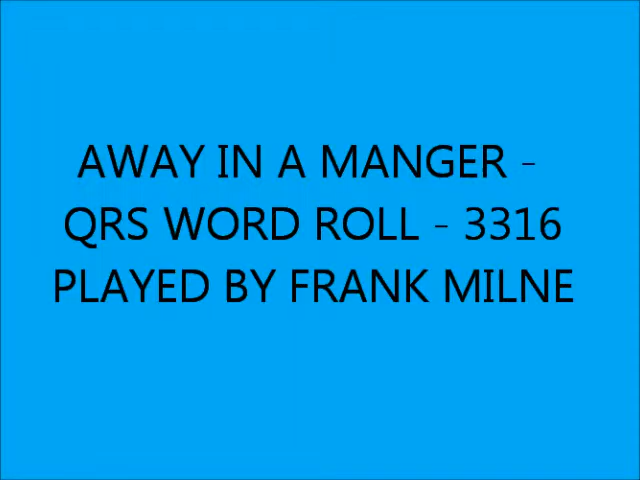 AWAY IN A MANGER -
QRS WORD ROLL - 3316
PLAYED BY FRANK MILNE